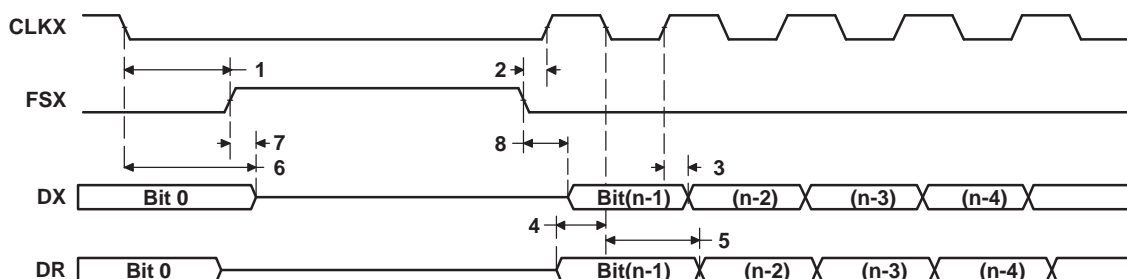 CLKX
1
2
FSX
7
8
6
3
DX
Bit 0
Bit(n-1)
(n-2)
(n-3)
(n-4)
4
5
DR
Bit 0
Bit(n-1)
(n-2)
(n-3)
(n-4)